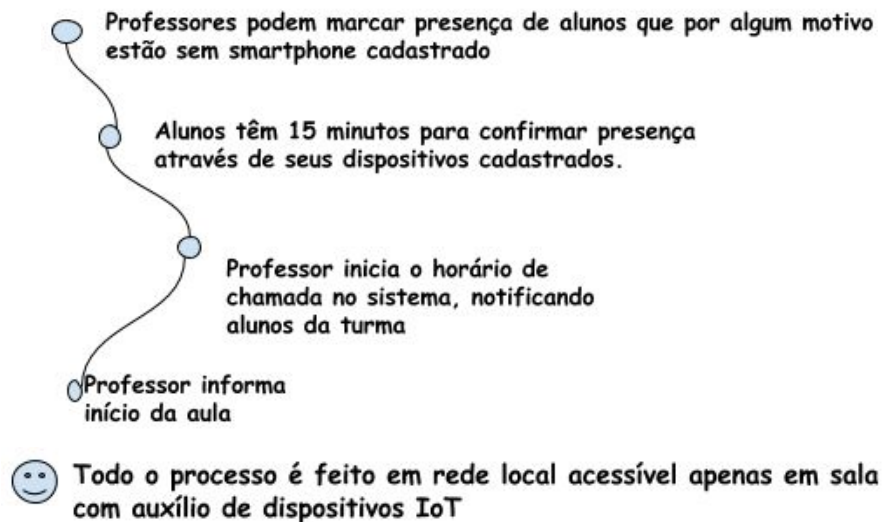 Professores podem marcar presença de alunos que por algum motivo
estão sem smartphone cadastrado
Alunos têm 15 minutos para confirmar presença
através de seus dispositivos cadastrados.
Professor inicia o horário de
chamada no sistema, notificando
alunos da turma
Professor informa
início da aula
Todo o processo é feito em rede local acessível apenas em sala
com auxílio de dispositivos IoT